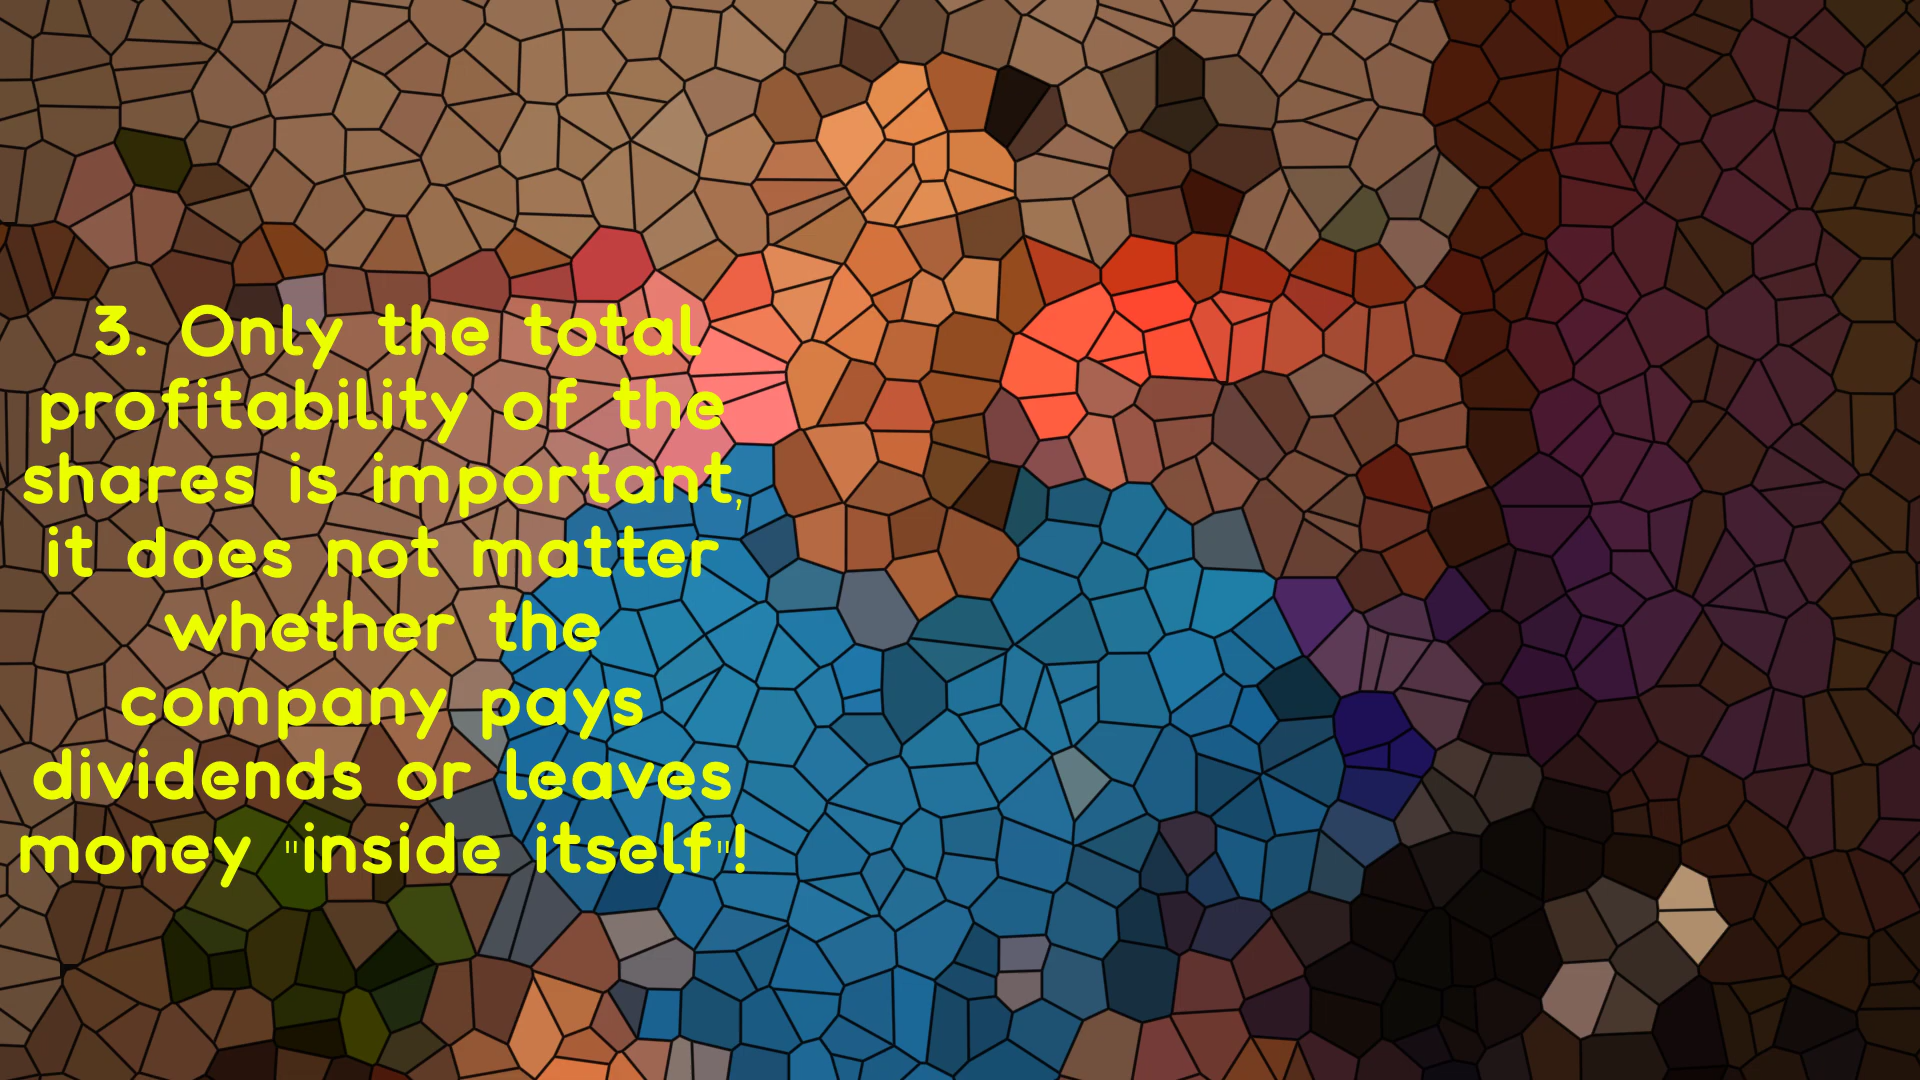 3. Only the total
profitability of the
shares is important,
it does not matter
whether the
company pays
dividends or leaves
money "inside itself"!